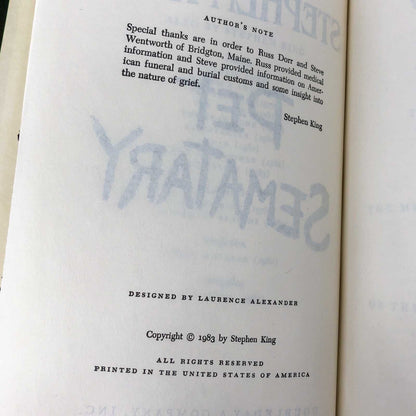 AUTHOR'S NOTE
Special thanks are in order to Russ Dorr and Steve
Wentworth of Bridgton, Maine. Russ provided medical
information and Steve provided information on Amer-
ican funeral and burial customs and some insight into
the nature of grief.
Stephen King
PET
SEMATARY
DESIGNED BY LAURENCE ALEXANDER
Copyright © 1983 by Stephen King
ALL RIGHTS RESERVED
PRINTED IN THE UNITED STATES OF AMERICA